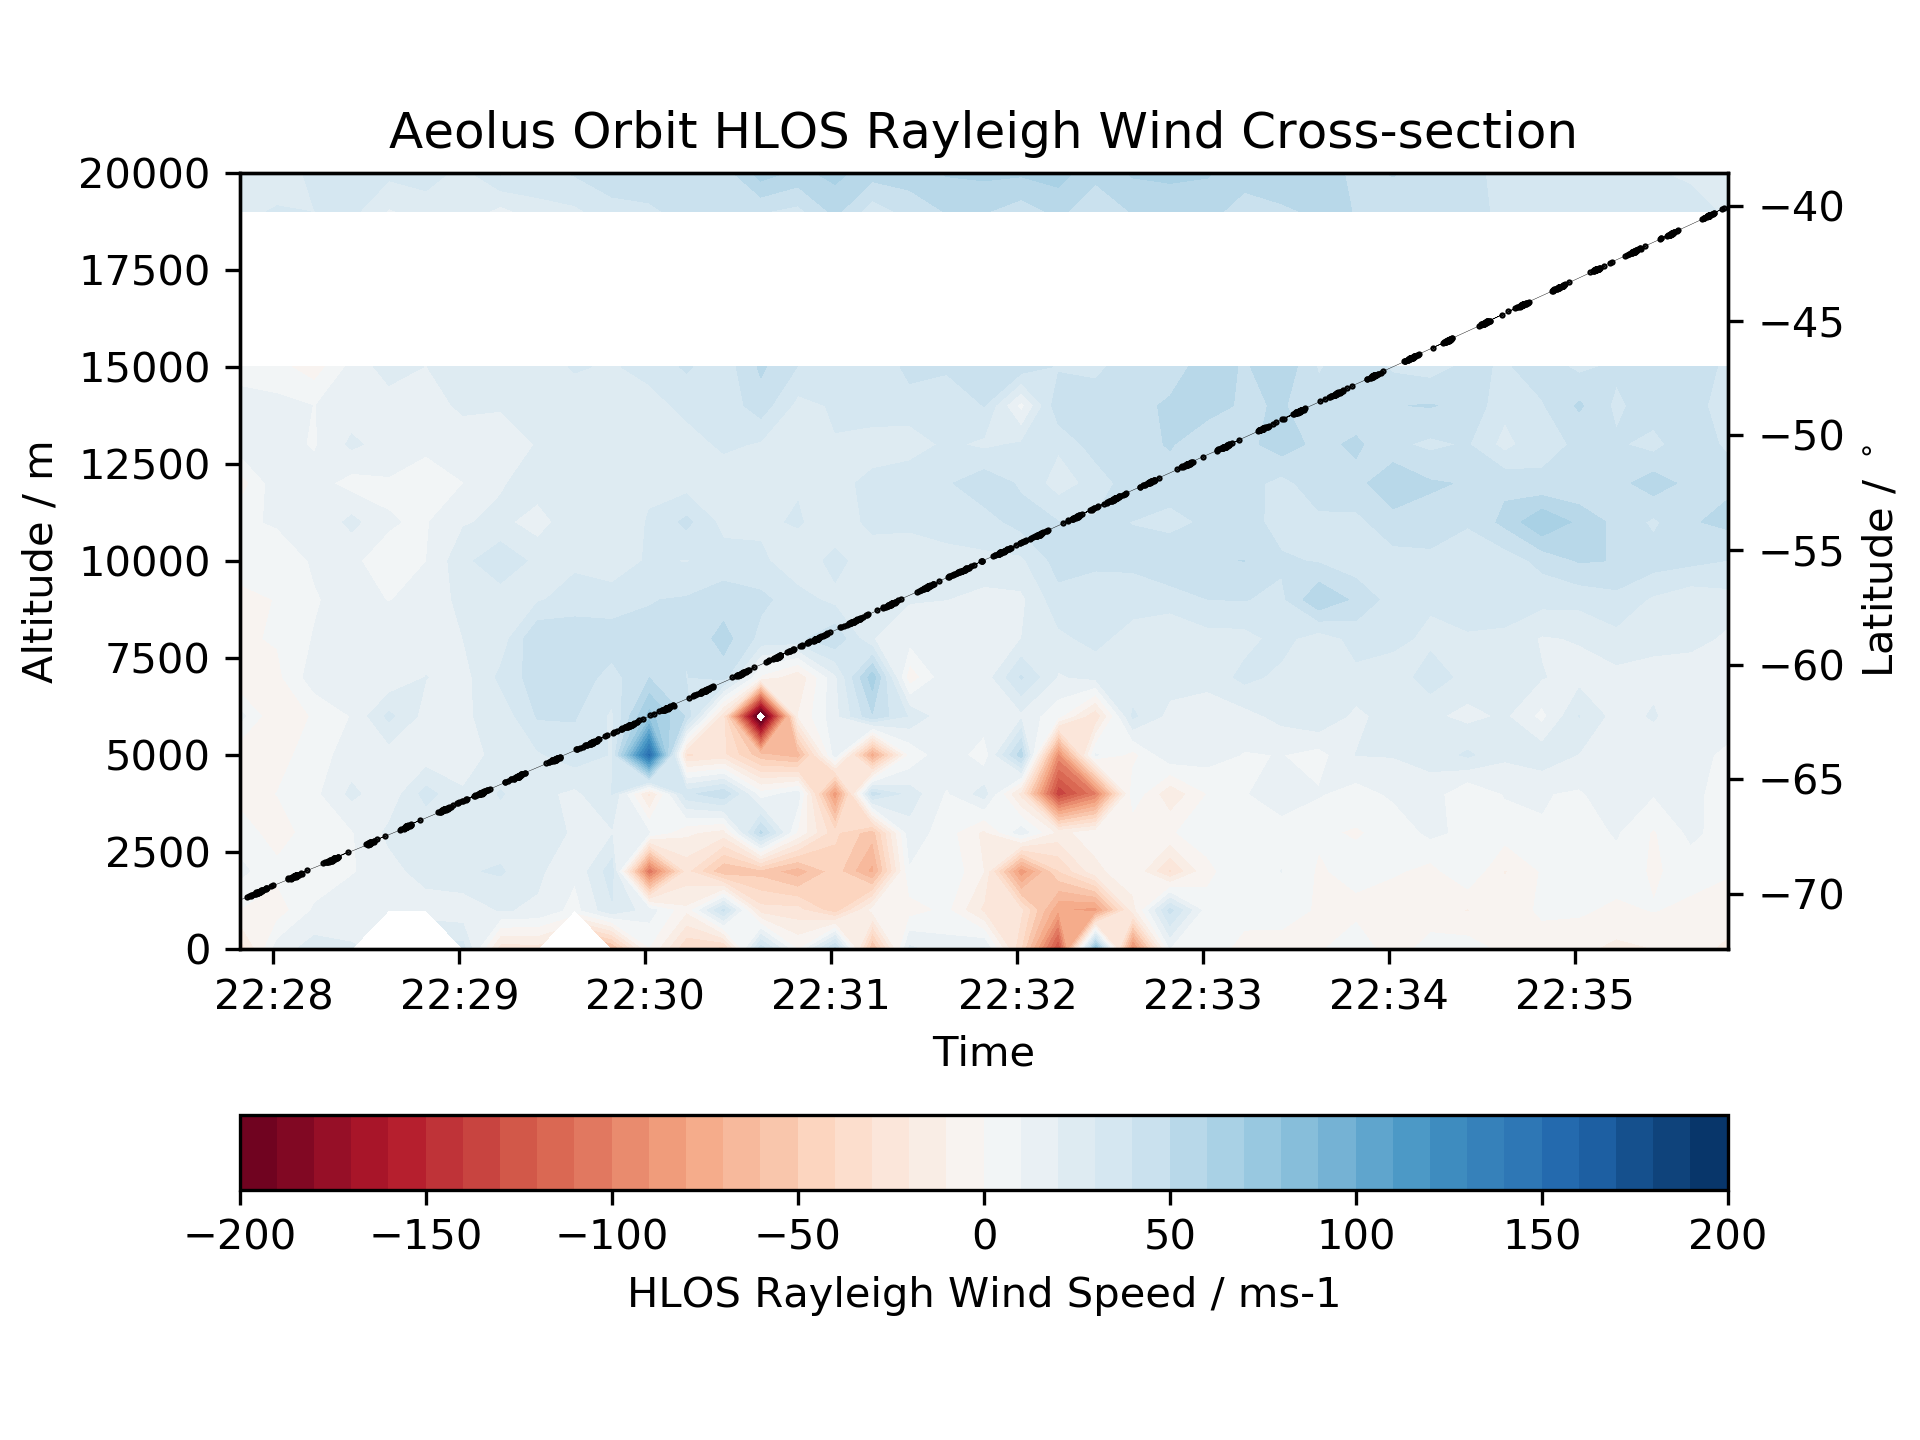 Aeolus Orbit HLOS Rayleigh Wind Cross-section
20000
17500
15000
12500
10000
7500
5000
2500
0
Altitude / m
−40
−45
−50
−55
−60
−65
−70
Latitude / °
22:28 22:29 22:30 22:31 22:32 22:33 22:34 22:35
Time
−200 −150 −100 −50 0 50 100 150 200
HLOS Rayleigh Wind Speed / ms-1